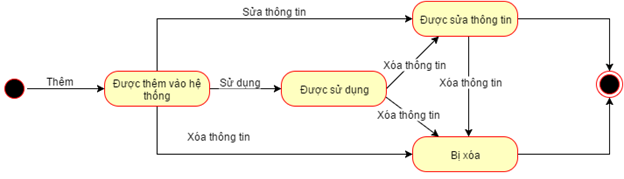 Sửa thông tin
Được sửa thông tin
Xóa thông tin
Thêm
Được thêm vào hệ
thống
Sử dụng
Được sử dụng
Xóa thông tin
Xóa thông tin
Xóa thông tin
Bị xóa